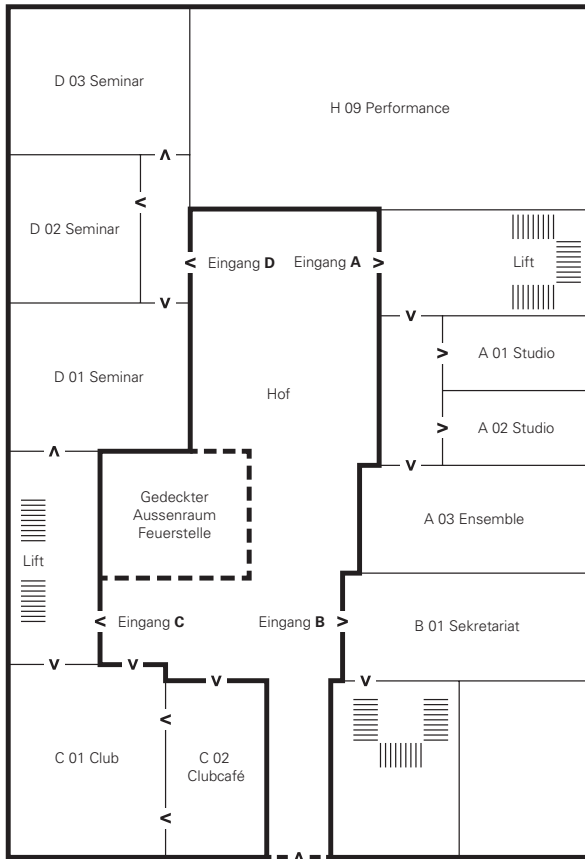 D 03 Seminar
H 09 Performance
D 02 Seminar
Eingang D
Eingang A
Lift
A 01 Studio
D 01 Seminar
Hof
A 02 Studio
Gedeckter
Aussenraum
Feuerstelle
A 03 Ensemble
Lift
Eingang C
Eingang B
B 01 Sekretariat
C 01 Club
C 02
Clubcafé